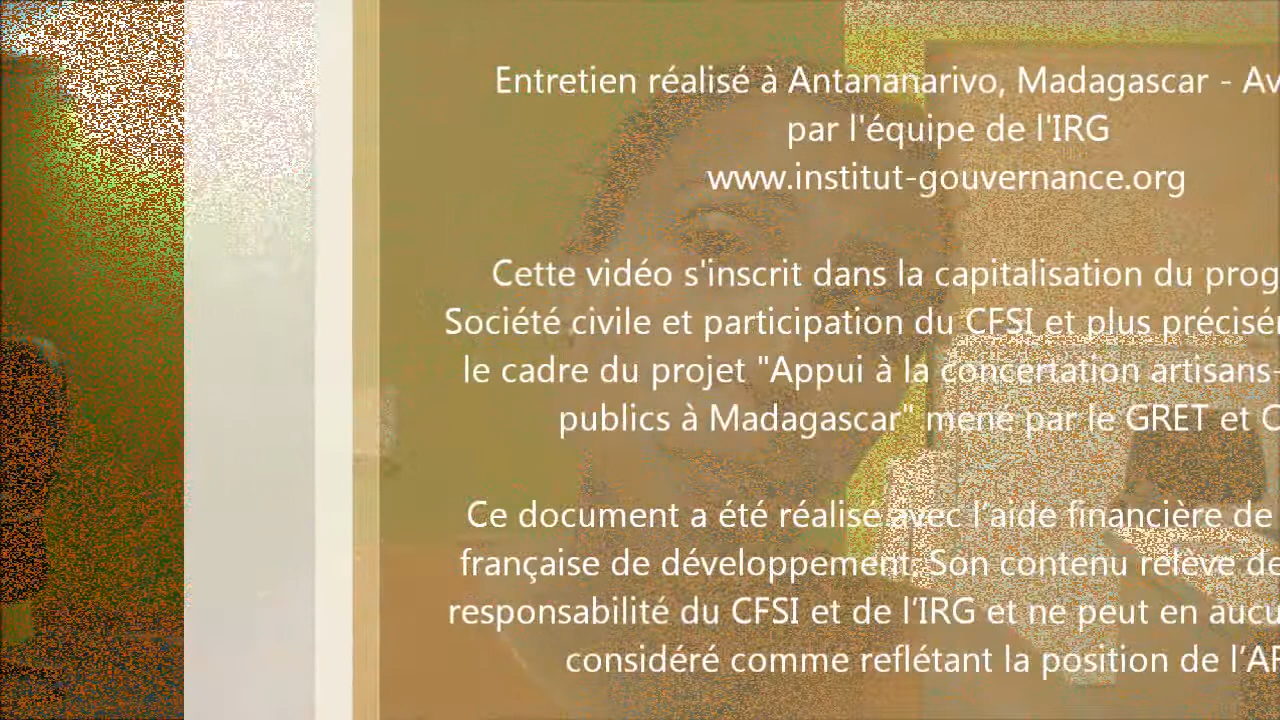 Entretien réalisé à Antananarivo, Madagascar - Av
par l'équipe de l'IRG
www.institut-gouvernance.org
Cette vidéo s'inscrit dans la capitalisation du prog
Société civile et participation du CFSI et plus précisé
le cadre du projet "Appui à la concertation artisans-
publics à Madagascar" mené par le GRET et C
Ce document a été réalisé avec l’aide financière de
française de développement. Son contenu relève de
responsabilité du CFSI et de l’IRG et ne peut en aucu
considéré comme reflétant la position de l’AF